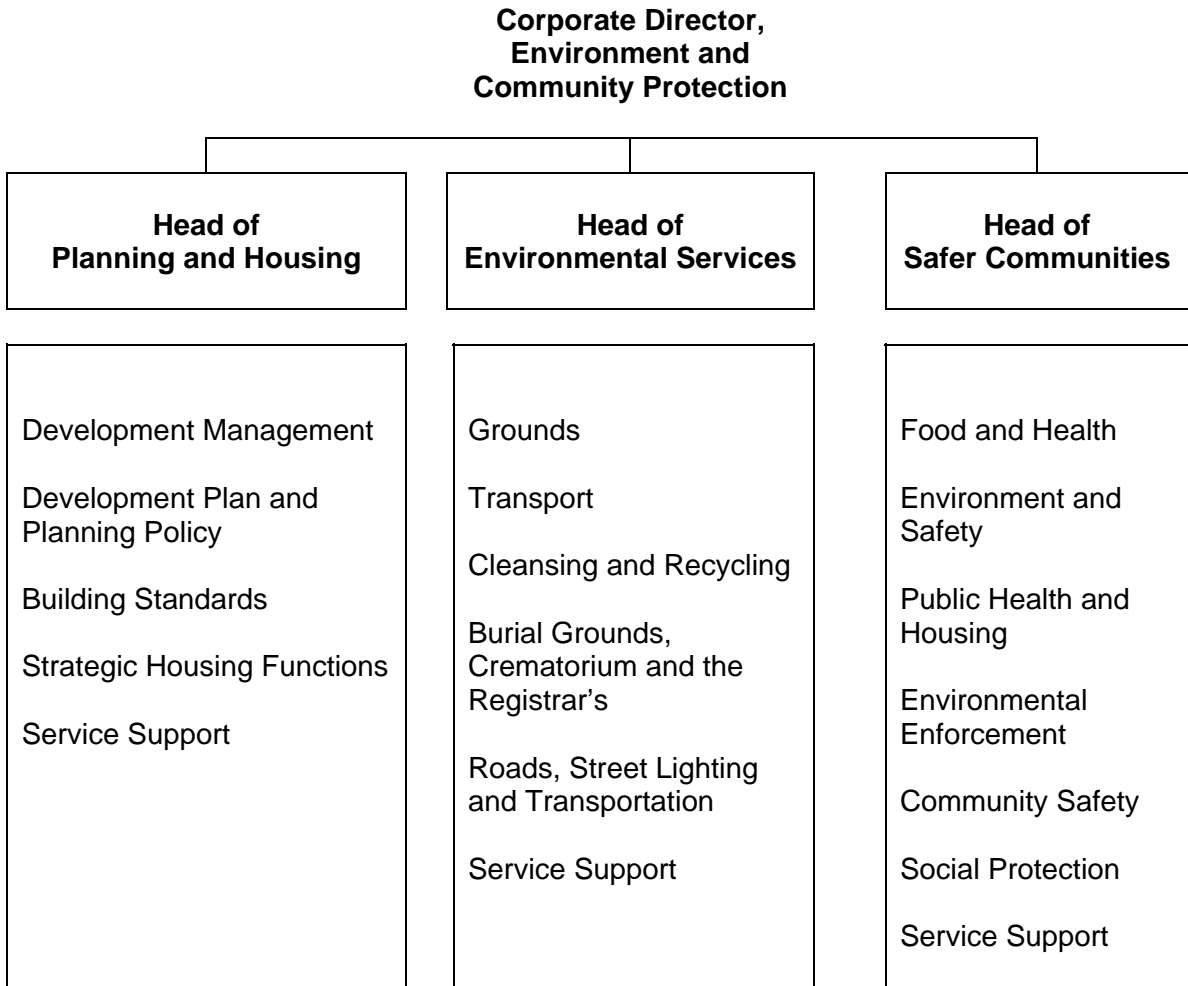 Corporate Director,
Environment and
Community Protection
Head of
Planning and Housing
Head of
Environmental Services
Head of
Safer Communities
Development Management
Development Plan and
Planning Policy
Building Standards
Strategic Housing Functions
Service Support
Grounds
Transport
Cleansing and Recycling
Burial Grounds,
Crematorium and the
Registrar's
Roads, Street Lighting
and Transportation
Service Support
Food and Health
Environment and
Safety
Public Health and
Housing
Environmental
Enforcement
Community Safety
Social Protection
Service Support